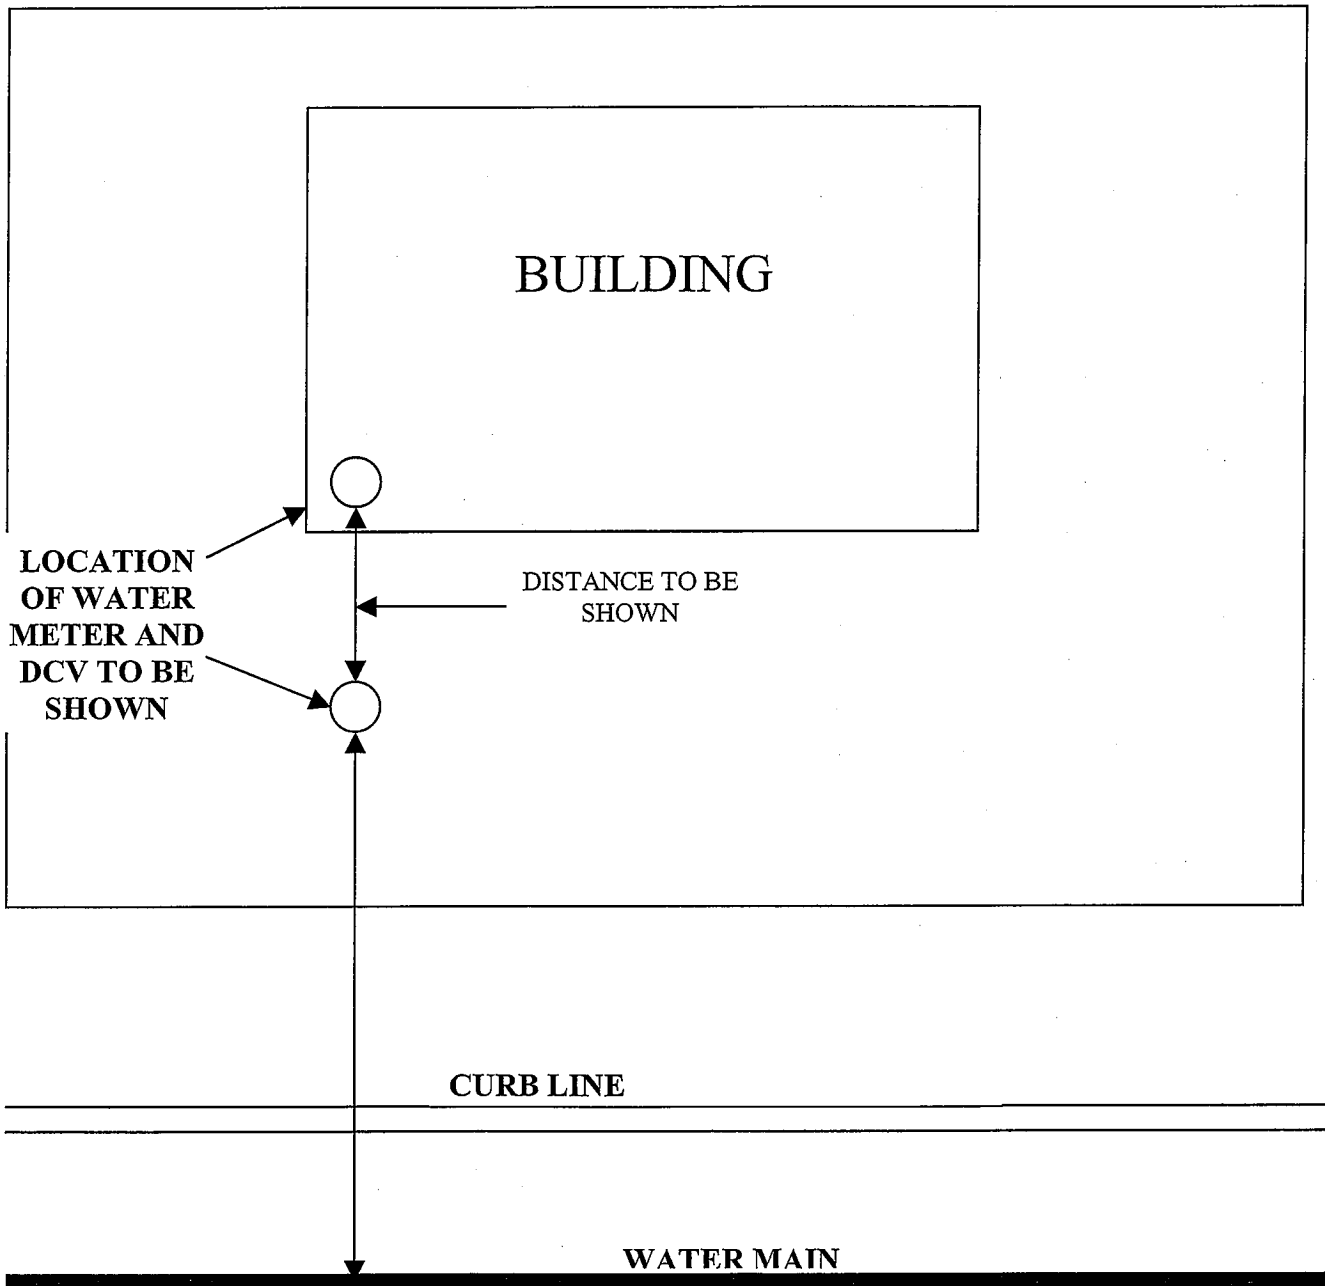 BUILDING
LOCATION
OF WATER
METER AND
DCV TO BE
SHOWN
DISTANCE TO BE
SHOWN
CURB LINE
WATER MAIN